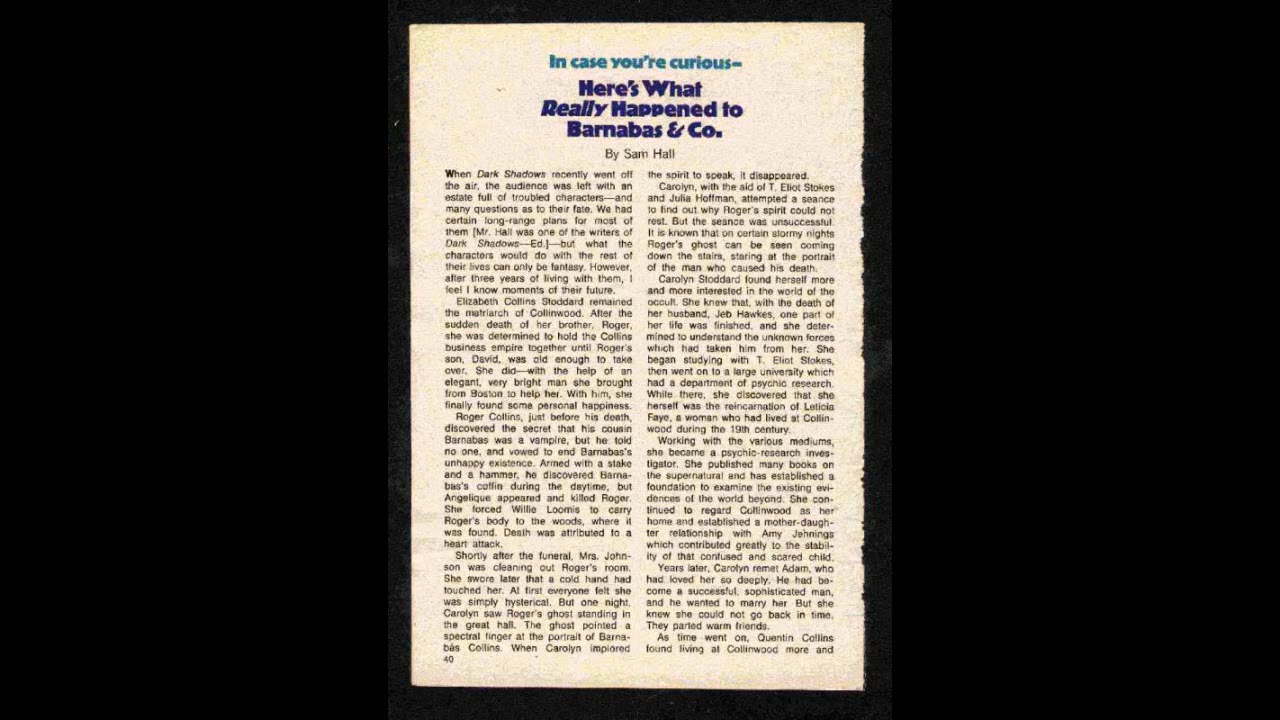 In case you're curious—
Here's What
Really Happened to
Barnabas & Co.
By Sam Hall
When Dark Shadows recently went off
the air, the audience was left with an
estate full of troubled characters—and
many questions as to their fate. We had
certain long-range plans for most of
them [Mr. Hall was one of the writers of
Dark Shadows—Ed.]—but what the
characters would do with the rest of
their lives can only be fantasy. However,
after three years of living with them, I
feel I know moments of their future.
Elizabeth Collins Stoddard remained
the matriarch of Collinwood. After the
sudden death of her brother, Roger,
she was determined to hold the Collins
business empire together until Roger's
son, David, was old enough to take
over. She did—with the help of an
elegant, very bright man she brought
from Boston to help her. With him, she
finally found some personal happiness.
Roger Collins, just before his death,
discovered the secret that his cousin
Barnabas was a vampire, but he told
no one, and vowed to end Barnabas's
unhappy existence. Armed with a stake
and a hammer, he discovered Barna-
bas's coffin during the daytime, but
Angelique appeared and killed Roger.
She forced Willie Loomis to carry
Roger's body to the woods, where it
was found. Death was attributed to a
heart attack.
Shortly after the funeral, Mrs. John-
son was cleaning out Roger's room.
She swore later that a cold hand had
touched her. At first everyone felt she
was simply hysterical. But one night,
Carolyn saw Roger's ghost standing in
the great hall. The ghost pointed a
spectral finger at the portrait of Barna-
bas Collins. When Carolyn implored
40
the spirit to speak, it disappeared.
Carolyn, with the aid of T. Eliot Stokes
and Julia Hoffman, attempted a seance
to find out why Roger's spirit could not
rest. But the seance was unsuccessful.
It is known that on certain stormy nights
Roger's ghost can be seen coming
down the stairs, staring at the portrait
of the man who caused his death.
Carolyn Stoddard found herself more
and more interested in the world of the
occult. She knew that, with the death of
her husband, Jeb Hawkes, one part of
her life was finished, and she deter-
mined to understand the unknown forces
which had taken him from her. She
began studying with T. Eliot Stokes,
then went on to a large university which
had a department of psychic research.
While there, she discovered that she
herself was the reincarnation of Leticia
Faye, a woman who had lived at Collin-
wood during the 19th century.
Working with the various mediums,
she became a psychic-research inves-
tigator. She published many books on
the supernatural and has established a
foundation to examine the existing evi-
dences of the world beyond. She con-
tinued to regard Collinwood as her
home and established a mother-daugh-
ter relationship with Amy Jennings
which contributed greatly to the stabil-
ity of that confused and scared child.
Years later, Carolyn remet Adam, who
had loved her so deeply. He had be-
come a successful, sophisticated man,
and he wanted to marry her. But she
knew she could not go back in time.
They parted warm friends.
As time went on, Quentin Collins
found living at Collinwood more and